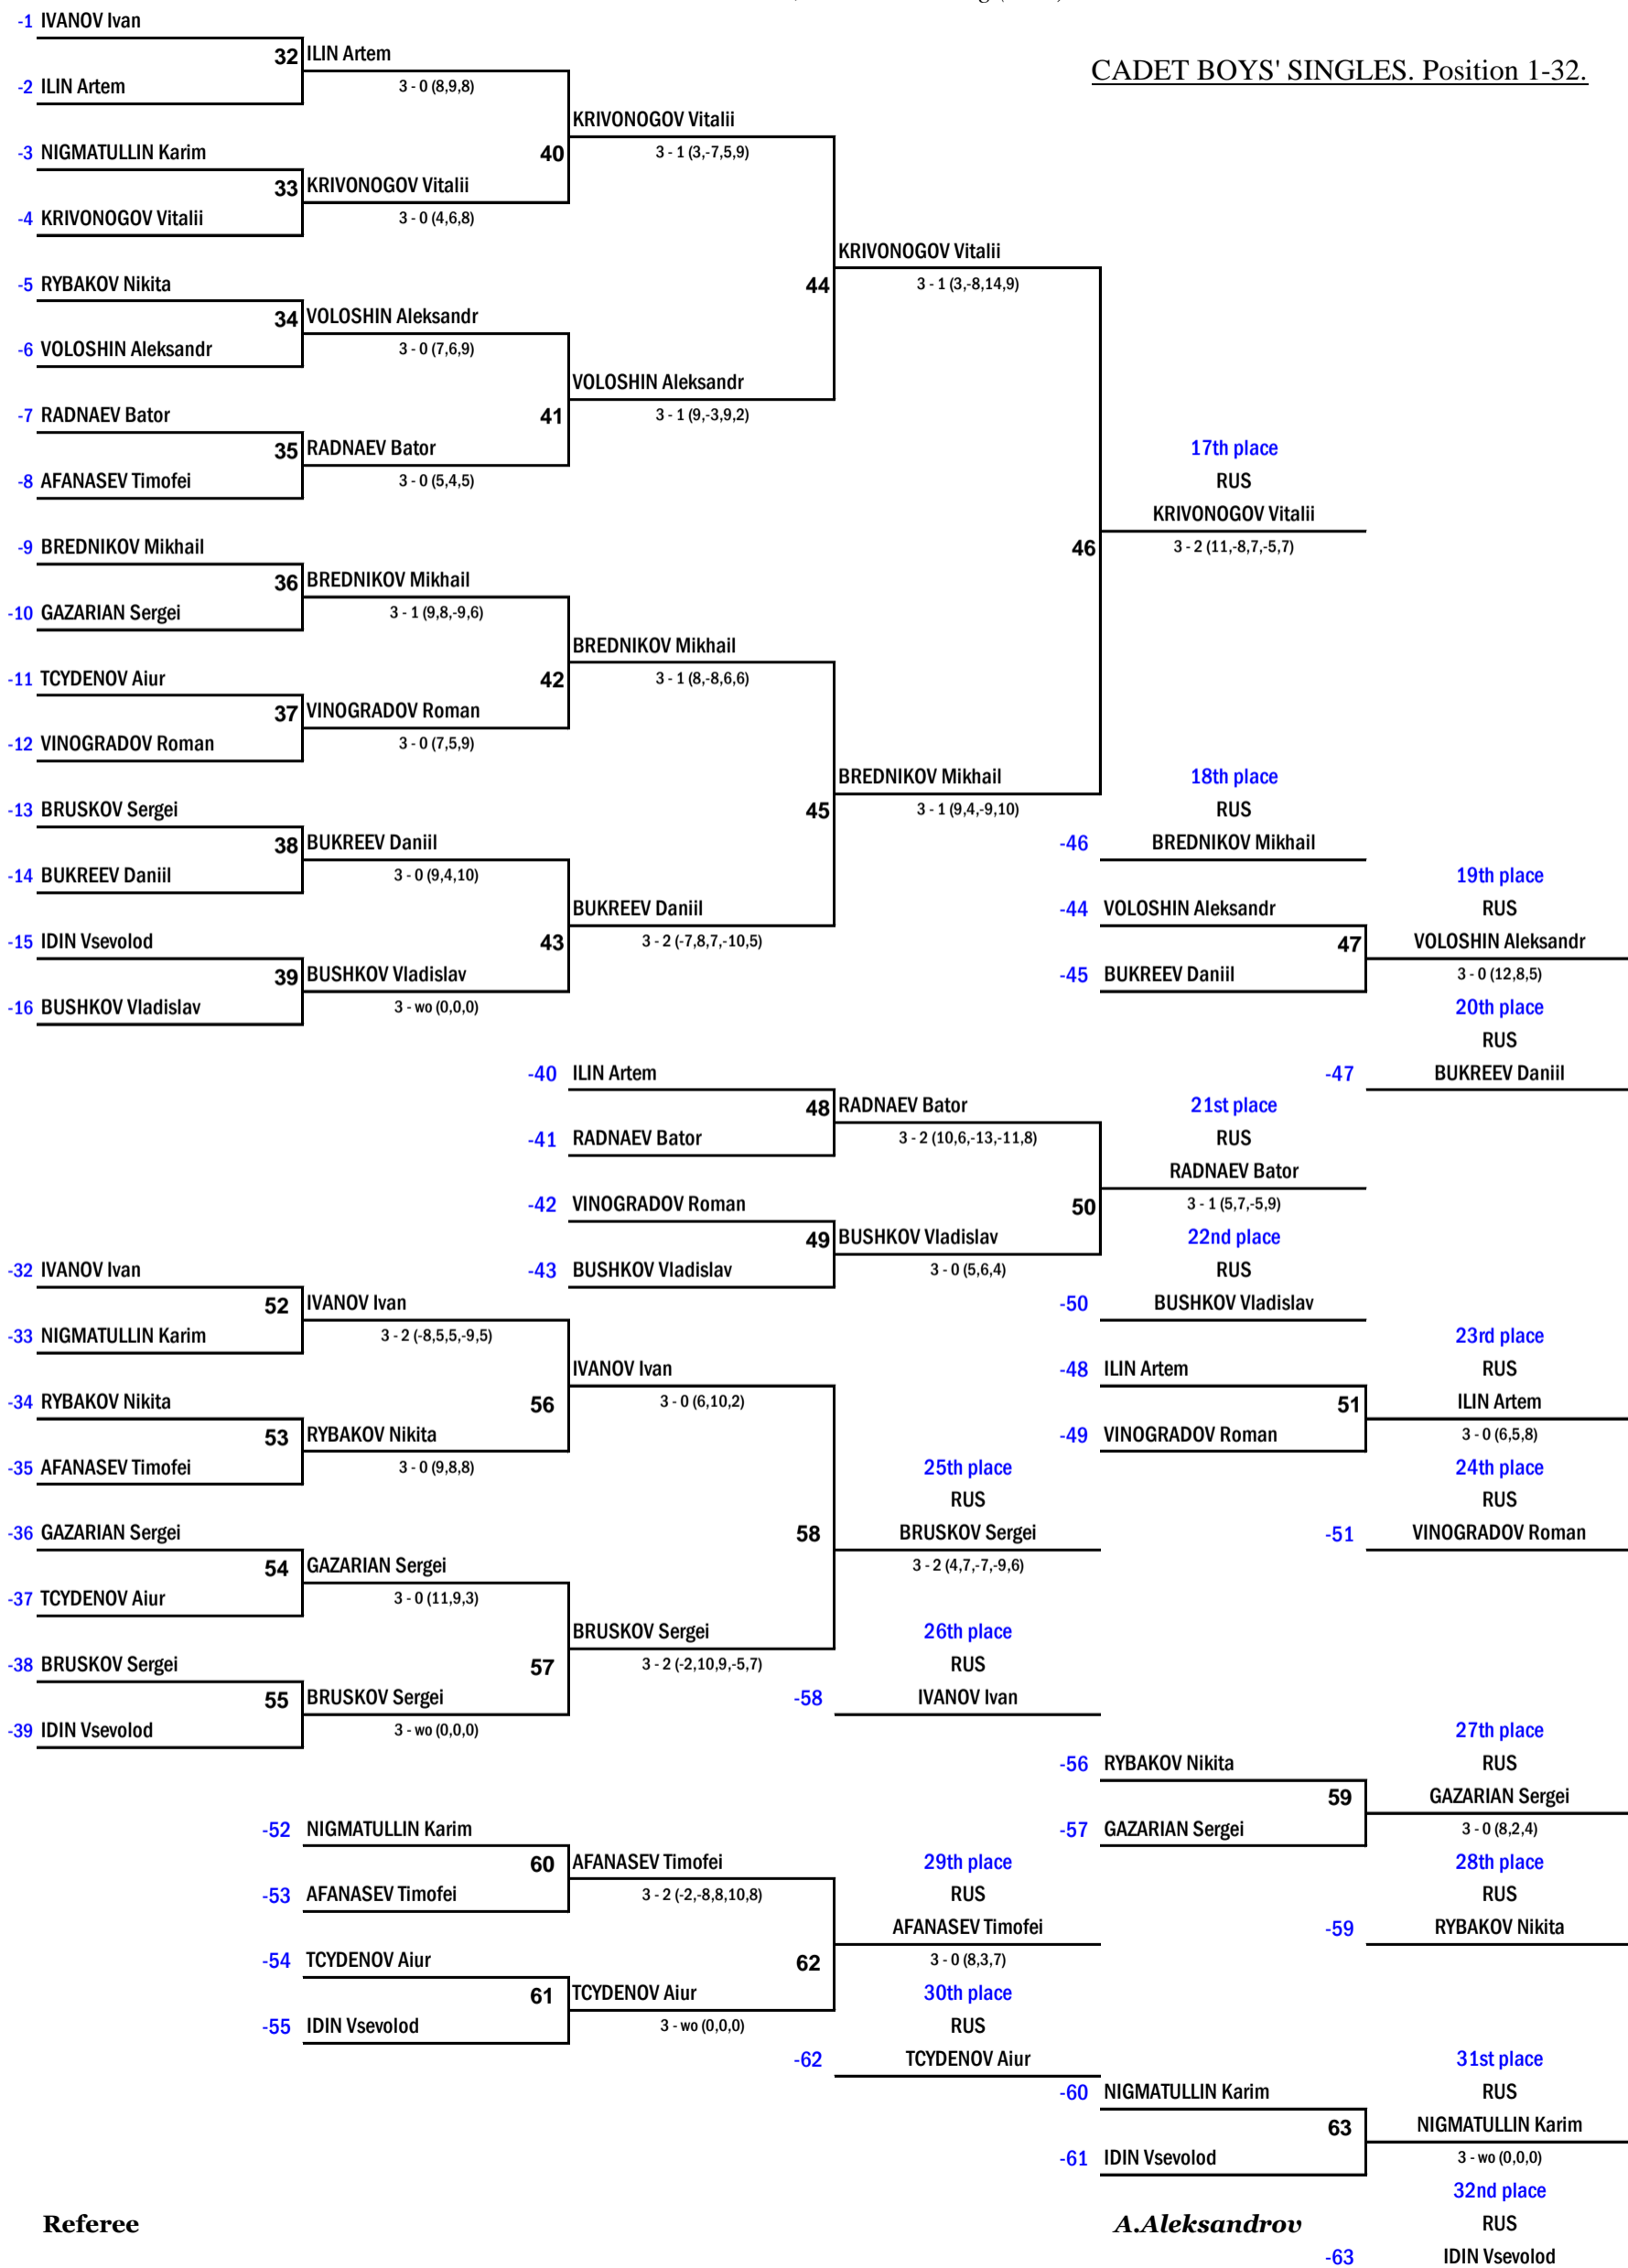 -1 IVANOV Ivan
32 ILIN Artem
CADET BOYS' SINGLES. Position 1-32.
-2 ILIN Artem
3 - 0 (8,9,8)
KRIVONOGOV Vitalii
-3 NIGMATULLIN Karim
40
3 - 1 (3,-7,5,9)
33 KRIVONOGOV Vitalii
-4 KRIVONOGOV Vitalii
3 - 0 (4,6,8)
KRIVONOGOV Vitalii
-5 RYBAKOV Nikita
44
3 - 1 (3,-8,14,9)
34 VOLOSHIN Aleksandr
-6 VOLOSHIN Aleksandr
3 - 0 (7,6,9)
VOLOSHIN Aleksandr
-7 RADNAEV Bator
41
3 - 1 (9,-3,9,2)
35 RADNAEV Bator
17th place
-8 AFANASEV Timofei
3 - 0 (5,4,5)
RUS
KRIVONOGOV Vitalii
-9 BREDNIKOV Mikhail
46
3 - 2 (11,-8,7,-5,7)
36 BREDNIKOV Mikhail
-10 GAZARIAN Sergei
3 - 1 (9,8,-9,6)
BREDNIKOV Mikhail
-11 TCYDENOV Aiur
42
3 - 1 (8,-8,6,6)
37 VINOGRADOV Roman
-12 VINOGRADOV Roman
3 - 0 (7,5,9)
BREDNIKOV Mikhail
18th place
-13 BRUSKOV Sergei
45
3 - 1 (9,4,-9,10)
RUS
38 BUKREEV Daniil
-46 BREDNIKOV Mikhail
-14 BUKREEV Daniil
3 - 0 (9,4,10)
19th place
BUKREEV Daniil
-44 VOLOSHIN Aleksandr
RUS
-15 IDIN Vsevolod
43
3 - 2 (-7,8,7,-10,5)
47 VOLOSHIN Aleksandr
39 BUSHKOV Vladislav
-45 BUKREEV Daniil
3 - 0 (12,8,5)
-16 BUSHKOV Vladislav
3 - wo (0,0,0)
20th place
RUS
-40 ILIN Artem
-47 BUKREEV Daniil
48 RADNAEV Bator
21st place
-41 RADNAEV Bator
3 - 2 (10,6,-13,-11,8)
RUS
RADNAEV Bator
-42 VINOGRADOV Roman
50
3 - 1 (5,7,-5,9)
49 BUSHKOV Vladislav
22nd place
-32 IVANOV Ivan
-43 BUSHKOV Vladislav
3 - 0 (5,6,4)
RUS
52 IVANOV Ivan
-50 BUSHKOV Vladislav
-33 NIGMATULLIN Karim
3 - 2 (-8,5,5,-9,5)
23rd place
IVANOV Ivan
-48 ILIN Artem
RUS
-34 RYBAKOV Nikita
56
3 - 0 (6,10,2)
51 ILIN Artem
53 RYBAKOV Nikita
-49 VINOGRADOV Roman
3 - 0 (6,5,8)
-35 AFANASEV Timofei
3 - 0 (9,8,8)
25th place
24th place
RUS
RUS
-36 GAZARIAN Sergei
58 BRUSKOV Sergei
-51 VINOGRADOV Roman
54 GAZARIAN Sergei
3 - 2 (4,7,-7,-9,6)
-37 TCYDENOV Aiur
3 - 0 (11,9,3)
BRUSKOV Sergei
26th place
-38 BRUSKOV Sergei
57
3 - 2 (-2,10,9,-5,7)
RUS
55 BRUSKOV Sergei
-58 IVANOV Ivan
-39 IDIN Vsevolod
3 - wo (0,0,0)
27th place
-56 RYBAKOV Nikita
RUS
59 GAZARIAN Sergei
-52 NIGMATULLIN Karim
-57 GAZARIAN Sergei
3 - 0 (8,2,4)
60 AFANASEV Timofei
29th place
28th place
-53 AFANASEV Timofei
3 - 2 (-2,-8,8,10,8)
RUS
RUS
AFANASEV Timofei
-59 RYBAKOV Nikita
-54 TCYDENOV Aiur
62
3 - 0 (8,3,7)
61 TCYDENOV Aiur
30th place
-55 IDIN Vsevolod
3 - wo (0,0,0)
RUS
-62 TCYDENOV Aiur
31st place
-60 NIGMATULLIN Karim
RUS
63 NIGMATULLIN Karim
-61 IDIN Vsevolod
3 - wo (0,0,0)
32nd place
Referee
A.Aleksandrov
RUS
-63 IDIN Vsevolod